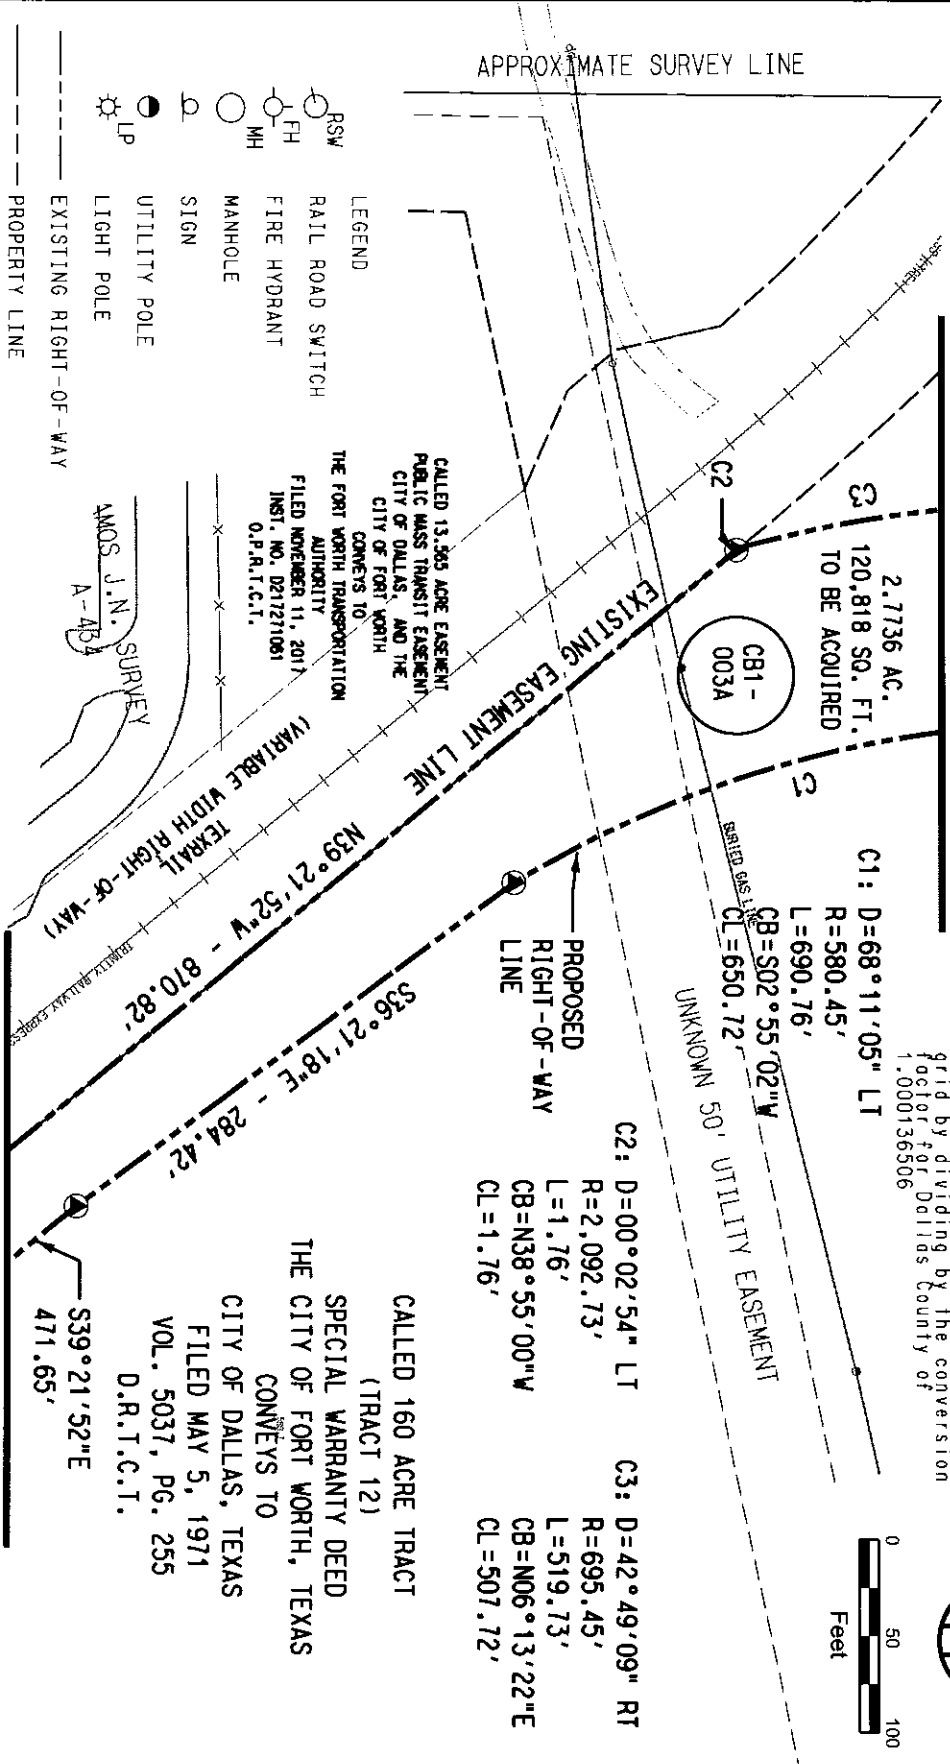 APPROXIMATE SURVEY LINE
grid by dividing by the conversion
factor for Dallas County of
1.000136506
0 50 100
Feet
2.7736 AC.
120,818 SQ. FT.
TO BE ACQUIRED
CB1-
003A
C3
C2
C1
C1: D=68°11'05" LT
R=580.45'
L=690.76'
CB=S02°55'02"W
CL=650.72'
BURIED GAS LINE
C2: D=00°02'54" LT
R=2,092.73'
L=1.76'
CB=N38°55'00"W
CL=1.76'
C3: D=42°49'09" RT
R=695.45'
L=519.73'
CB=N06°13'22"E
CL=507.72'
UNKNOWN 50' UTILITY EASEMENT
PROPOSED
RIGHT-OF-WAY
LINE
EXISTING EASEMENT LINE
N39°21'52"W - 870.82'
S36°21'18"E - 284.42'
TEXRAIL
(VARIABLE WIDTH RIGHT-OF-WAY)
TRINITY RAILWAY EXPRESS
CALLED 13.565 ACRE EASEMENT
PUBLIC MASS TRANSIT EASEMENT
CITY OF DALLAS, AND THE
CITY OF FORT WORTH
CONVEYS TO
THE FORT WORTH TRANSPORTATION
AUTHORITY
FILED NOVEMBER 11, 2017
INST. NO. D217271061
O.P.R.T.C.T.
CALLED 160 ACRE TRACT
(TRACT 12)
SPECIAL WARRANTY DEED
THE CITY OF FORT WORTH, TEXAS
CONVEYS TO
CITY OF DALLAS, TEXAS
FILED MAY 5, 1971
VOL. 5037, PG. 255
D.R.T.C.T.
S39°21'52"E
471.65'
AMOS J.N. SURVEY
A-434
LEGEND
RSW RAIL ROAD SWITCH
FH FIRE HYDRANT
MH MANHOLE
SIGN
UTILITY POLE
LP LIGHT POLE
EXISTING RIGHT-OF-WAY
PROPERTY LINE